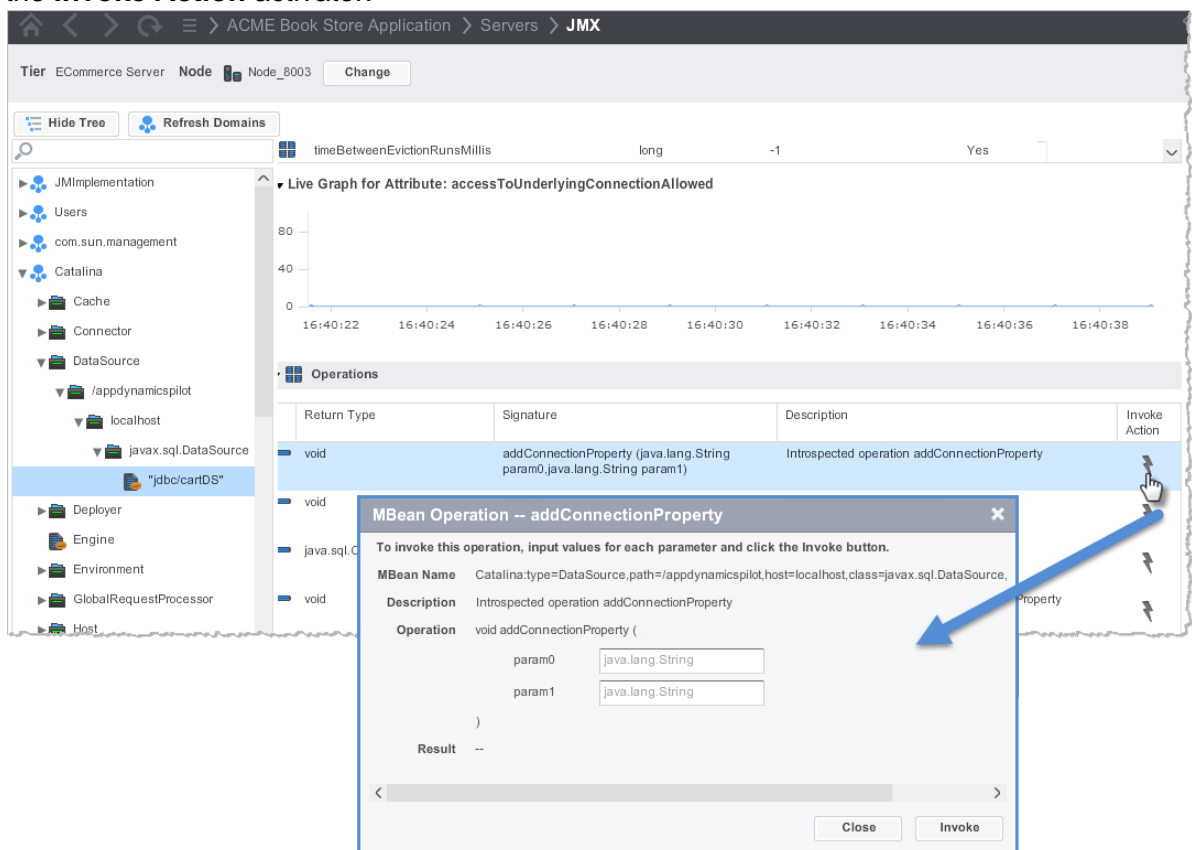 ACME Book Store Application > Servers > JMX
Tier ECommerce Server Node Node_8003 Change
Hide Tree Refresh Domains
timeBetweenEvictionRunsMillis long -1 Yes
JMImplementation
Users
com.sun.management
Catalina
Cache
Connector
DataSource
/appdynamicspilot
localhost
javax.sql.DataSource
"jdbc/cartDS"
Deployer
Engine
Environment
GlobalRequestProcessor
Host
Live Graph for Attribute: accessToUnderlyingConnectionAllowed
80
40
0
16:40:22 16:40:24 16:40:26 16:40:28 16:40:30 16:40:32 16:40:34 16:40:36 16:40:38
Operations
Return Type Signature Description Invoke
Action
void addConnectionProperty (java.lang.String Introspected operation addConnectionProperty
param0,java.lang.String param1)
void
java.sql.C
void Property
MBean Operation -- addConnectionProperty
To invoke this operation, input values for each parameter and click the Invoke button.
MBean Name Catalina:type=DataSource,path=/appdynamicspilot,host=localhost,class=javax.sql.DataSource,
Description Introspected operation addConnectionProperty
Operation void addConnectionProperty (
param0 java.lang.String
param1 java.lang.String
)
Result --
Close Invoke